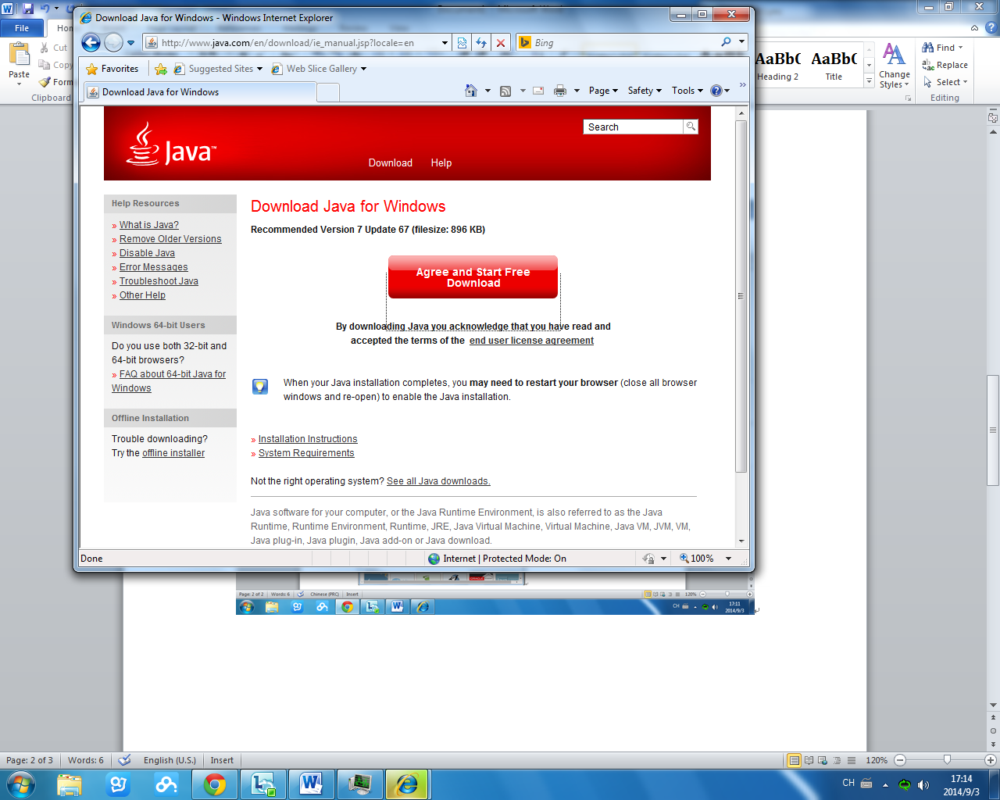 Download Java for Windows - Windows Internet Explorer
File
Paste
Cut
Copy
Form
Clipboard
http://www.java.com/en/download/ie_manual.jsp?locale=en
Bing
Favorites
Suggested Sites
Web Slice Gallery
Download Java for Windows
Page
Safety
Tools
AaBbC
AaBbC
Heading 2
Title
Change
Styles
Find
Replace
Select
Editing
Java™
Search
Download
Help
Help Resources
» What is Java?
» Remove Older Versions
» Disable Java
» Error Messages
» Troubleshoot Java
» Other Help
Windows 64-bit Users
Do you use both 32-bit and
64-bit browsers?
» FAQ about 64-bit Java for
Windows
Offline Installation
Trouble downloading?
Try the offline installer
Download Java for Windows
Recommended Version 7 Update 67 (filesize: 896 KB)
Agree and Start Free
Download
By downloading Java you acknowledge that you have read and
accepted the terms of the end user license agreement
When your Java installation completes, you may need to restart your browser (close all browser
windows and re-open) to enable the Java installation.
» Installation Instructions
» System Requirements
Not the right operating system? See all Java downloads.
Java software for your computer, or the Java Runtime Environment, is also referred to as the Java
Runtime, Runtime Environment, Runtime, JRE, Java Virtual Machine, Virtual Machine, Java VM, JVM, VM,
Java plug-in, Java plugin, Java add-on or Java download.
Done
Internet | Protected Mode: On
100%
Page: 2 of 2
Words: 6
Chinese (PRC)
Insert
120%
CH
17:11
2014/9/3
Page: 2 of 3
Words: 6
English (U.S.)
Insert
120%
CH
17:14
2014/9/3